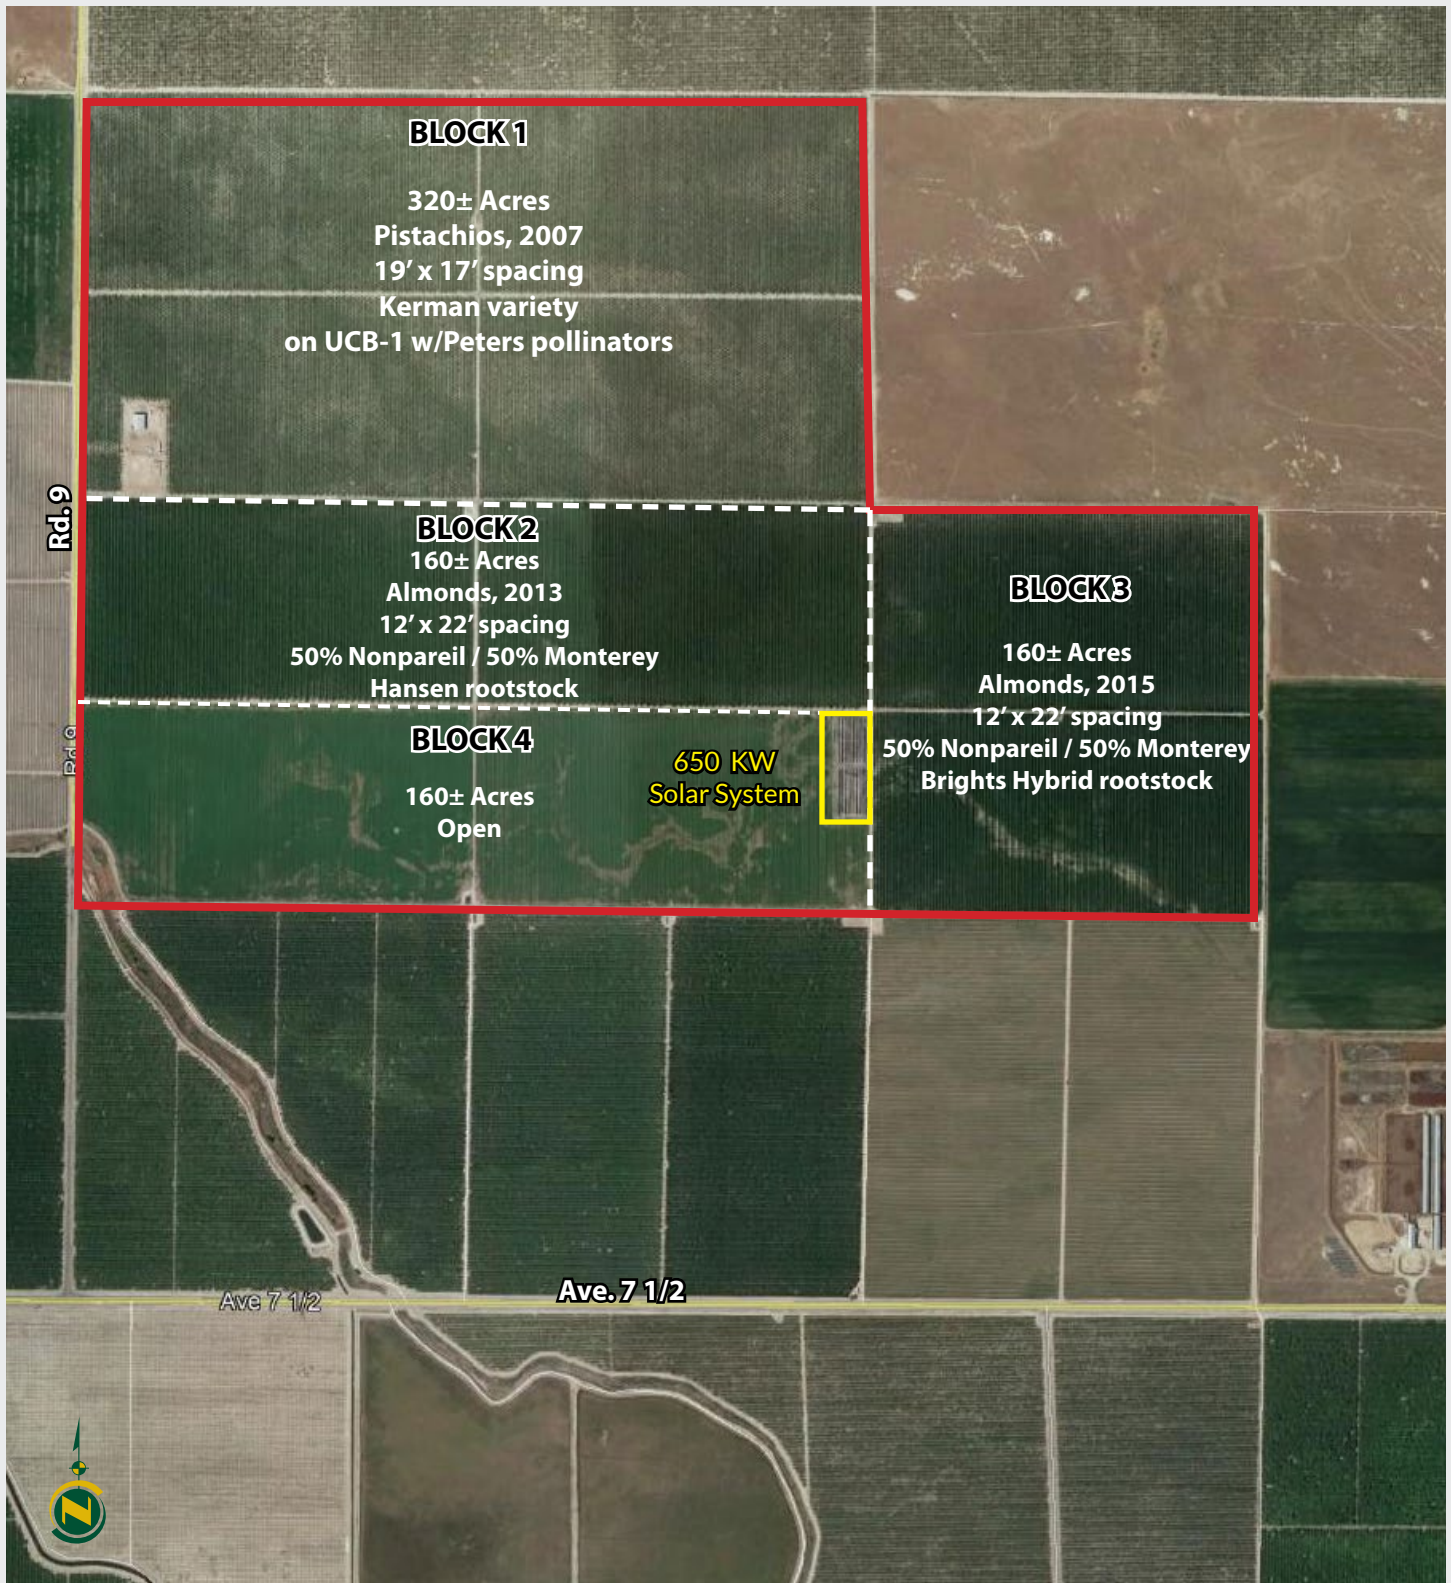 BLOCK 1
320± Acres
Pistachios, 2007
19’ x 17’ spacing
Kerman variety
on UCB-1 w/Peters pollinators
Rd. 9
BLOCK 2
160± Acres
Almonds, 2013
12’ x 22’ spacing
50% Nonpareil / 50% Monterey
Hansen rootstock
BLOCK 3
160± Acres
Almonds, 2015
12’ x 22’ spacing
50% Nonpareil / 50% Monterey
Brights Hybrid rootstock
Rd 9
BLOCK 4
160± Acres
Open
650 KW
Solar System
Ave. 7 1/2
Ave 7 1/2
N